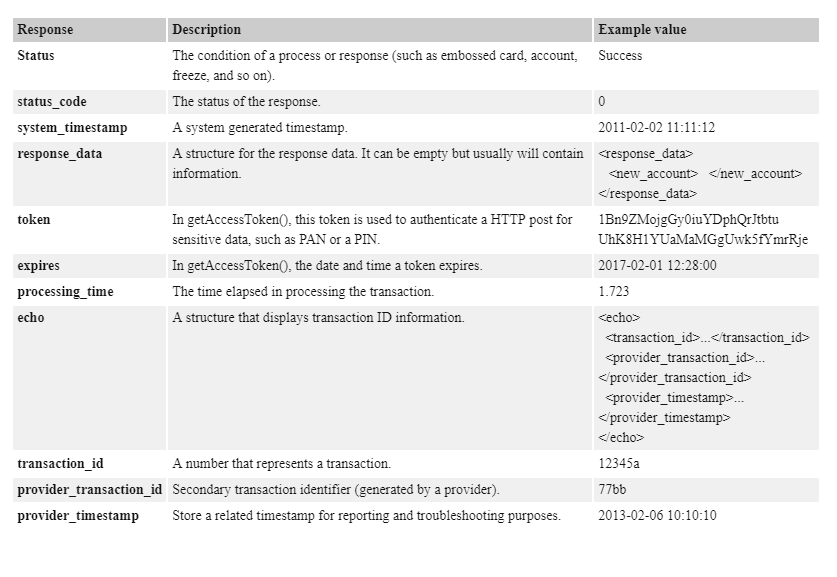 Response Description Example value
Status The condition of a process or response (such as embossed card, account, Success
freeze, and so on).
status_code The status of the response. 0
system_timestamp A system generated timestamp. 2011-02-02 11:11:12
response_data A structure for the response data. It can be empty but usually will contain <response_data>
information. <new_account> </new_account>
</response_data>
token In getAccessToken(), this token is used to authenticate a HTTP post for 1Bn9ZMojgGy0iuYDphQrJtbtu
sensitive data, such as PAN or a PIN. UhK8H1YUaMaMGgUwk5fYmrRje
expires In getAccessToken(), the date and time a token expires. 2017-02-01 12:28:00
processing_time The time elapsed in processing the transaction. 1.723
echo A structure that displays transaction ID information. <echo>
<transaction_id>...</transaction_id>
<provider_transaction_id>...
</provider_transaction_id>
<provider_timestamp>...
</provider_timestamp>
</echo>
transaction_id A number that represents a transaction. 12345a
provider_transaction_id Secondary transaction identifier (generated by a provider). 77bb
provider_timestamp Store a related timestamp for reporting and troubleshooting purposes. 2013-02-06 10:10:10